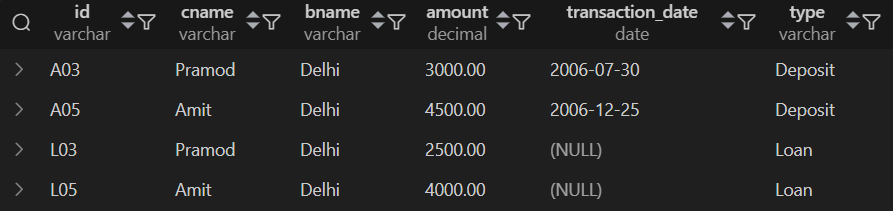 id cname bname amount transaction_date type
varchar varchar varchar decimal date varchar
A03 Pramod Delhi 3000.00 2006-07-30 Deposit
A05 Amit Delhi 4500.00 2006-12-25 Deposit
L03 Pramod Delhi 2500.00 (NULL) Loan
L05 Amit Delhi 4000.00 (NULL) Loan